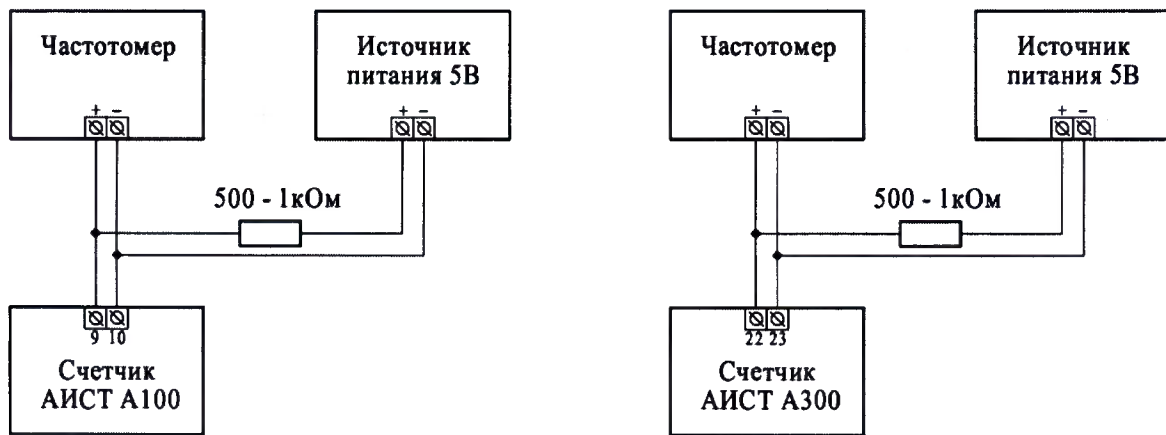 Частотомер
+ −
Источник
питания 5В
+ −
500 - 1кОм
9 10
Счетчик
АИСТ А100
Частотомер
+ −
Источник
питания 5В
+ −
500 - 1кОм
22 23
Счетчик
АИСТ А300